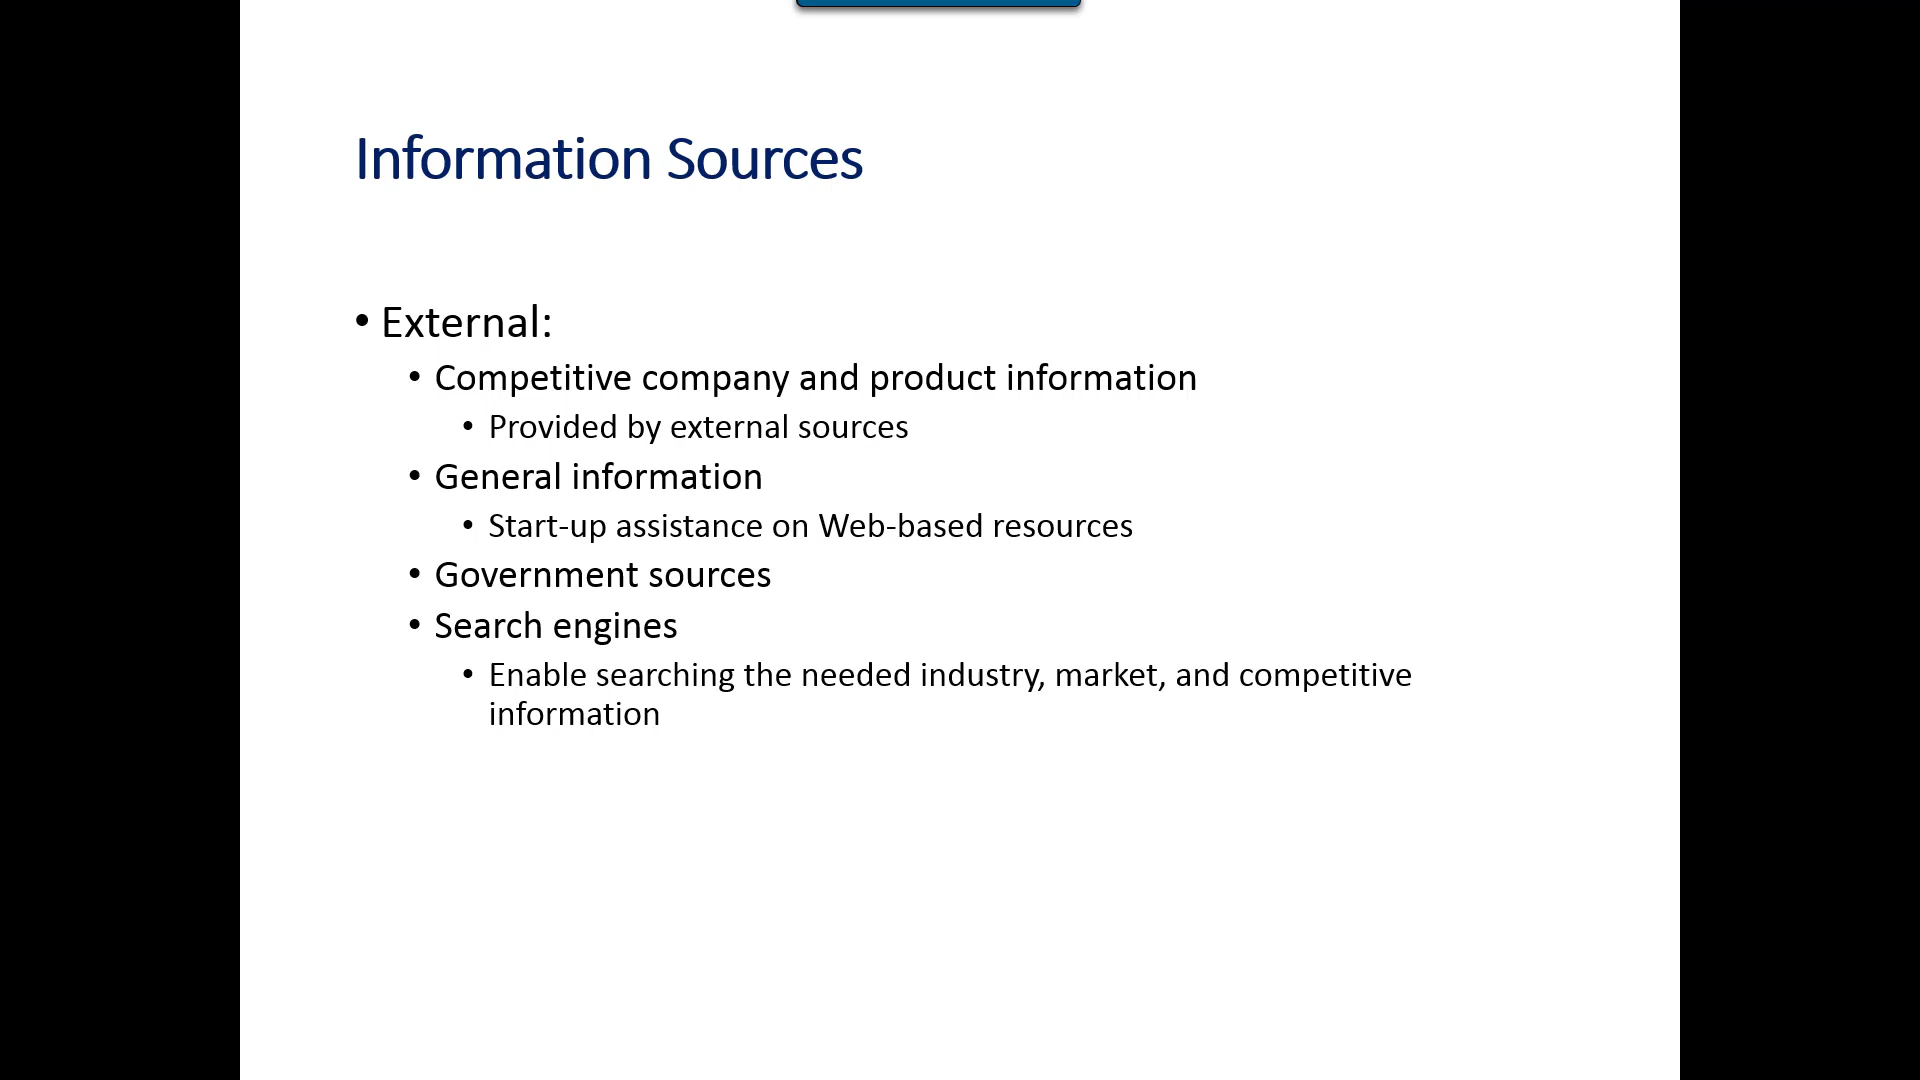 Information Sources
• External:
• Competitive company and product information
• Provided by external sources
• General information
• Start-up assistance on Web-based resources
• Government sources
• Search engines
• Enable searching the needed industry, market, and competitive
information